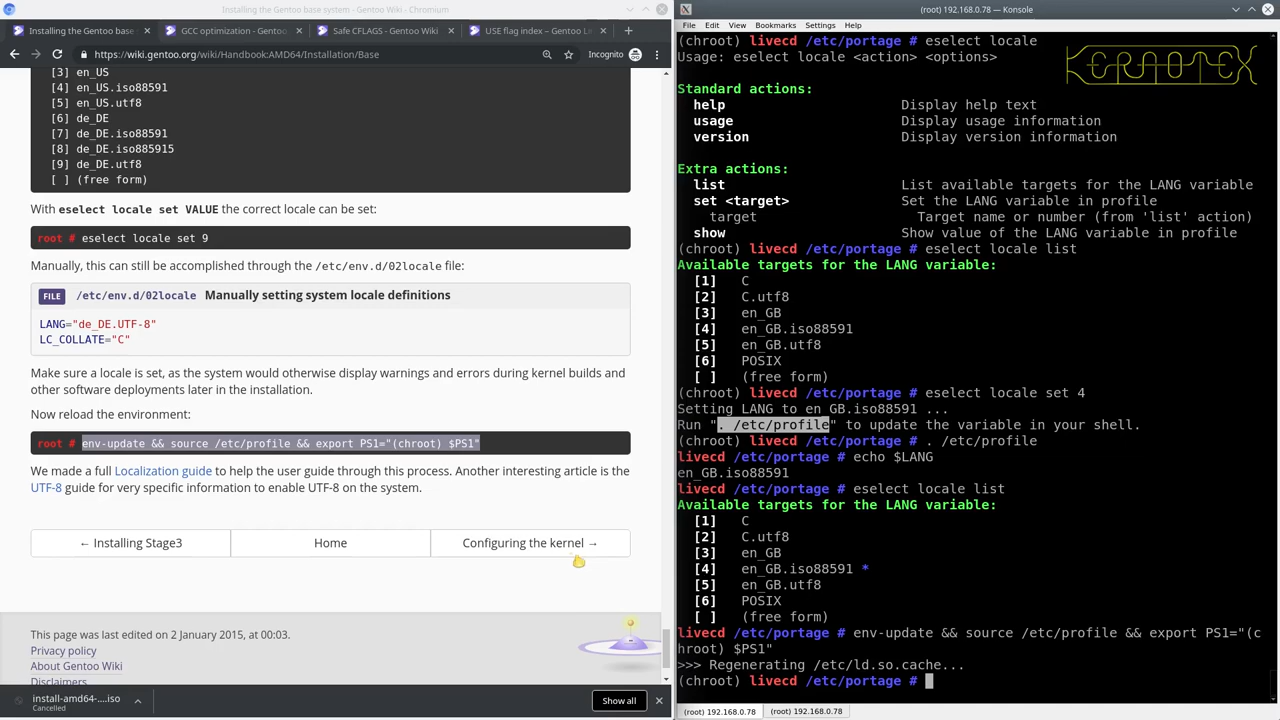 Installing the Gentoo base system - Gentoo Wiki - Chromium
Installing the Gentoo base
GCC optimization - Gentoo
Safe CFLAGS - Gentoo Wiki
USE flag index – Gentoo Li
https://wiki.gentoo.org/wiki/Handbook:AMD64/Installation/Base
Incognito
[3] en_US
[4] en_US.iso88591
[5] en_US.utf8
[6] de_DE
[7] de_DE.iso88591
[8] de_DE.iso885915
[9] de_DE.utf8
[ ] (free form)
With eselect locale set VALUE the correct locale can be set:
root # eselect locale set 9
Manually, this can still be accomplished through the /etc/env.d/02locale file:
FILE /etc/env.d/02locale Manually setting system locale definitions
LANG="de_DE.UTF-8"
LC_COLLATE="C"
Make sure a locale is set, as the system would otherwise display warnings and errors during kernel builds and
other software deployments later in the installation.
Now reload the environment:
root # env-update && source /etc/profile && export PS1="(chroot) $PS1"
We made a full Localization guide to help the user guide through this process. Another interesting article is the
UTF-8 guide for very specific information to enable UTF-8 on the system.
← Installing Stage3
Home
Configuring the kernel →
This page was last edited on 2 January 2015, at 00:03.
Privacy policy
About Gentoo Wiki
Disclaimers
install-amd64-....iso
Cancelled
Show all
(root) 192.168.0.78 — Konsole
File Edit View Bookmarks Settings Help
KERNOTEX
(chroot) livecd /etc/portage # eselect locale
Usage: eselect locale <action> <options>
Standard actions:
help Display help text
usage Display usage information
version Display version information
Extra actions:
list List available targets for the LANG variable
set <target> Set the LANG variable in profile
target Target name or number (from 'list' action)
show Show value of the LANG variable in profile
(chroot) livecd /etc/portage # eselect locale list
Available targets for the LANG variable:
[1] C
[2] C.utf8
[3] en_GB
[4] en_GB.iso88591
[5] en_GB.utf8
[6] POSIX
[ ] (free form)
(chroot) livecd /etc/portage # eselect locale set 4
Setting LANG to en_GB.iso88591 ...
Run ". /etc/profile" to update the variable in your shell.
(chroot) livecd /etc/portage # . /etc/profile
livecd /etc/portage # echo $LANG
en_GB.iso88591
livecd /etc/portage # eselect locale list
Available targets for the LANG variable:
[1] C
[2] C.utf8
[3] en_GB
[4] en_GB.iso88591 *
[5] en_GB.utf8
[6] POSIX
[ ] (free form)
livecd /etc/portage # env-update && source /etc/profile && export PS1="(c
hroot) $PS1"
>>> Regenerating /etc/ld.so.cache...
(chroot) livecd /etc/portage #
(root) 192.168.0.78
(root) 192.168.0.78